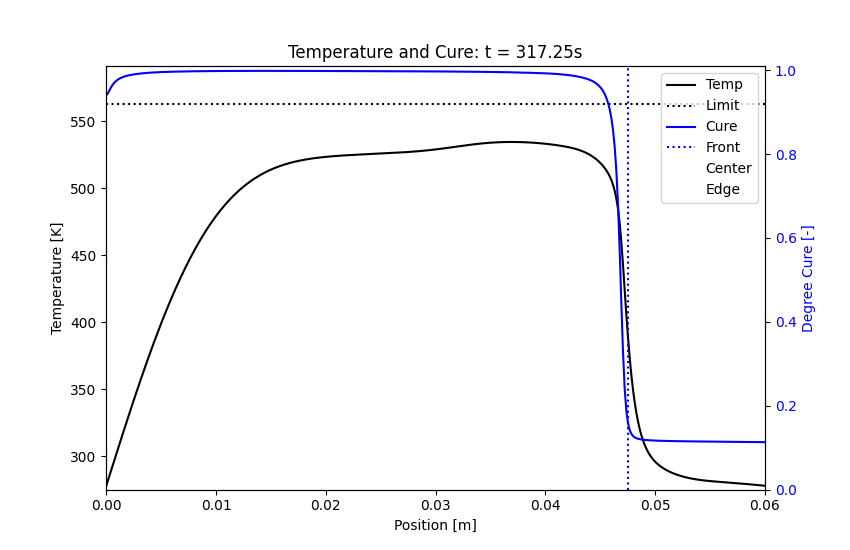 Temperature and Cure: t = 317.25s
Temp
Limit
Cure
Front
Center
Edge
Temperature [K]
550
500
450
400
350
300
Degree Cure [-]
1.0
0.8
0.6
0.4
0.2
0.0
0.00 0.01 0.02 0.03 0.04 0.05 0.06
Position [m]